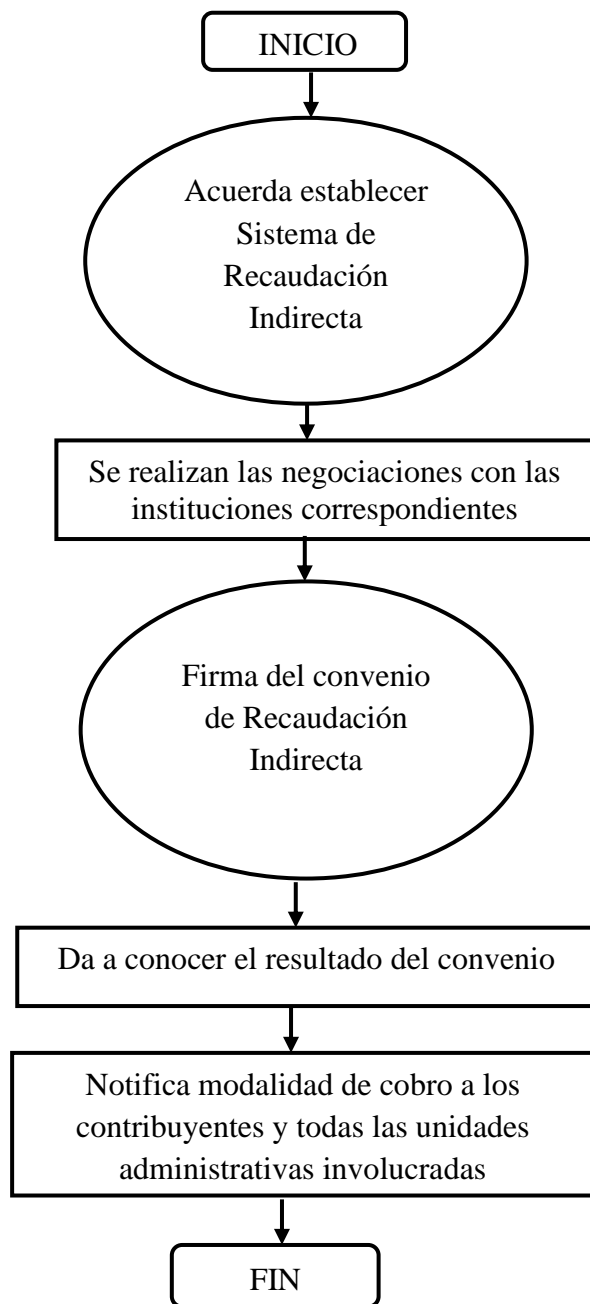 INICIO
Acuerda establecer
Sistema de
Recaudación
Indirecta
Se realizan las negociaciones con las
instituciones correspondientes
Firma del convenio
de Recaudación
Indirecta
Da a conocer el resultado del convenio
Notifica modalidad de cobro a los
contribuyentes y todas las unidades
administrativas involucradas
FIN